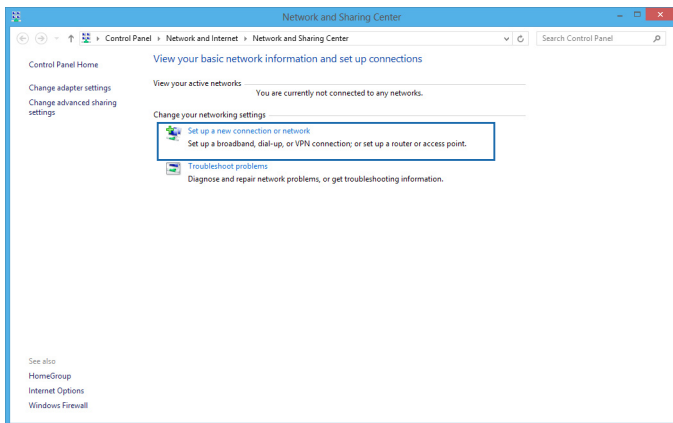 Network and Sharing Center
Control Panel Network and Internet Network and Sharing Center
Search Control Panel
Control Panel Home
Change adapter settings
Change advanced sharing
settings
View your basic network information and set up connections
View your active networks
You are currently not connected to any networks.
Change your networking settings
Set up a new connection or network
Set up a broadband, dial-up, or VPN connection; or set up a router or access point.
Troubleshoot problems
Diagnose and repair network problems, or get troubleshooting information.
See also
HomeGroup
Internet Options
Windows Firewall